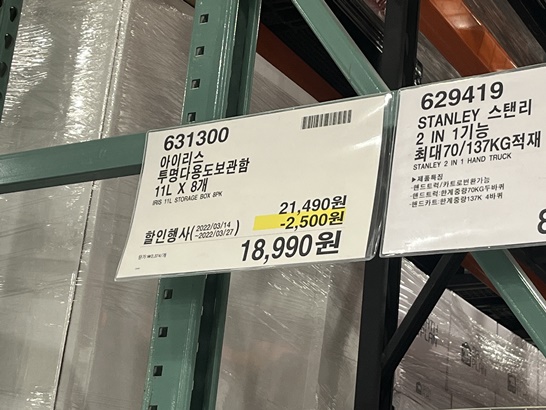 631300
아이리스
투명다용도보관함
11L X 8개
IRIS 11L STORAGE BOX 8PK
21,490원
-2,500원
할인행사(2022/03/14
-2022/03/27)
18,990원
629419
STANLEY 스탠리
2 IN 1기능
최대70/137KG적재
STANLEY 2 IN 1 HAND TRUCK
▶제품특징
-핸드트럭/카트로변환가능
-핸드트럭:한계중량70KG두바퀴
-핸드카트:한계중량137K 4바퀴
8